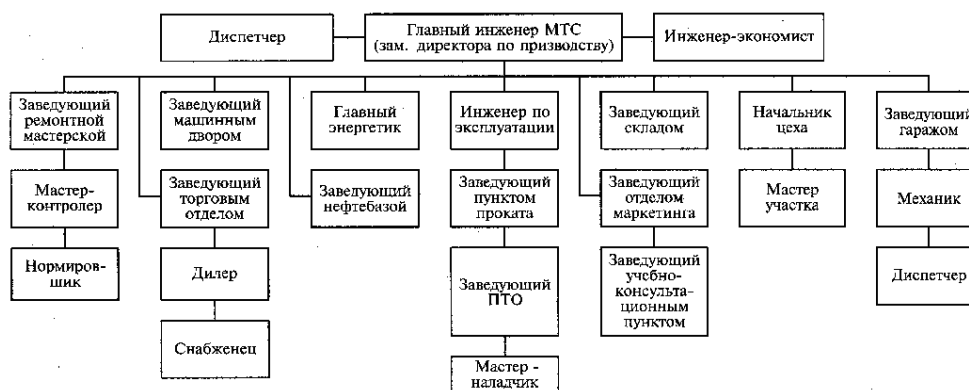 Диспетчер
Главный инженер МТС
(зам. директора по призводству)
Инженер-экономист
Заведующий
ремонтной
мастерской
Заведующий
машинным
двором
Главный
энергетик
Инженер по
эксплуатации
Заведующий
складом
Начальник
цеха
Заведующий
гаражом
Мастер-
контролер
Заведующий
торговым
отделом
Заведующий
нефтебазой
Заведующий
пунктом
проката
Заведующий
отделом
маркетинга
Мастер
участка
Механик
Нормиров-
шик
Дилер
Заведующий
ПТО
Заведующий
учебно-
консульта-
ционным
пунктом
Диспетчер
Снабженец
Мастер -
наладчик